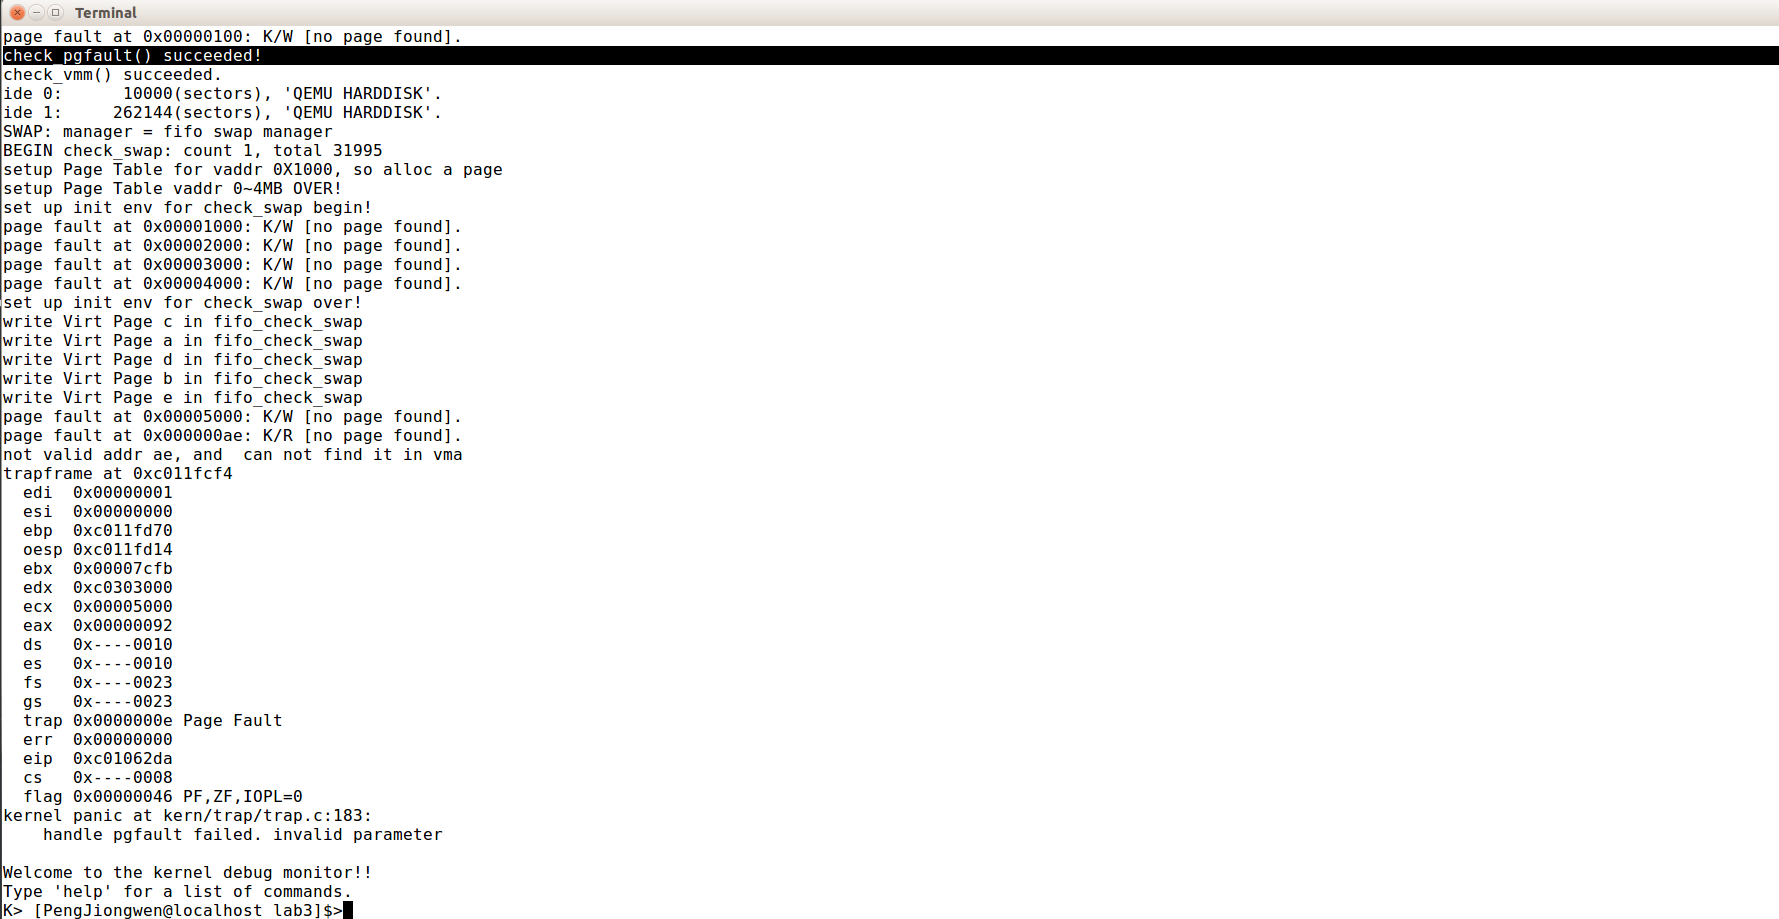 Terminal
page fault at 0x00000100: K/W [no page found].
check_pgfault() succeeded!
check_vmm() succeeded.
ide 0:      10000(sectors), 'QEMU HARDDISK'.
ide 1:     262144(sectors), 'QEMU HARDDISK'.
SWAP: manager = fifo swap manager
BEGIN check_swap: count 1, total 31995
setup Page Table for vaddr 0X1000, so alloc a page
setup Page Table vaddr 0~4MB OVER!
set up init env for check_swap begin!
page fault at 0x00001000: K/W [no page found].
page fault at 0x00002000: K/W [no page found].
page fault at 0x00003000: K/W [no page found].
page fault at 0x00004000: K/W [no page found].
set up init env for check_swap over!
write Virt Page c in fifo_check_swap
write Virt Page a in fifo_check_swap
write Virt Page d in fifo_check_swap
write Virt Page b in fifo_check_swap
write Virt Page e in fifo_check_swap
page fault at 0x00005000: K/W [no page found].
page fault at 0x000000ae: K/R [no page found].
not valid addr ae, and  can not find it in vma
trapframe at 0xc011fcf4
  edi  0x00000001
  esi  0x00000000
  ebp  0xc011fd70
  oesp 0xc011fd14
  ebx  0x00007cfb
  edx  0xc0303000
  ecx  0x00005000
  eax  0x00000092
  ds   0x----0010
  es   0x----0010
  fs   0x----0023
  gs   0x----0023
  trap 0x0000000e Page Fault
  err  0x00000000
  eip  0xc01062da
  cs   0x----0008
  flag 0x00000046 PF,ZF,IOPL=0
kernel panic at kern/trap/trap.c:183:
    handle pgfault failed. invalid parameter

Welcome to the kernel debug monitor!!
Type 'help' for a list of commands.
K> [PengJiongwen@localhost lab3]$>